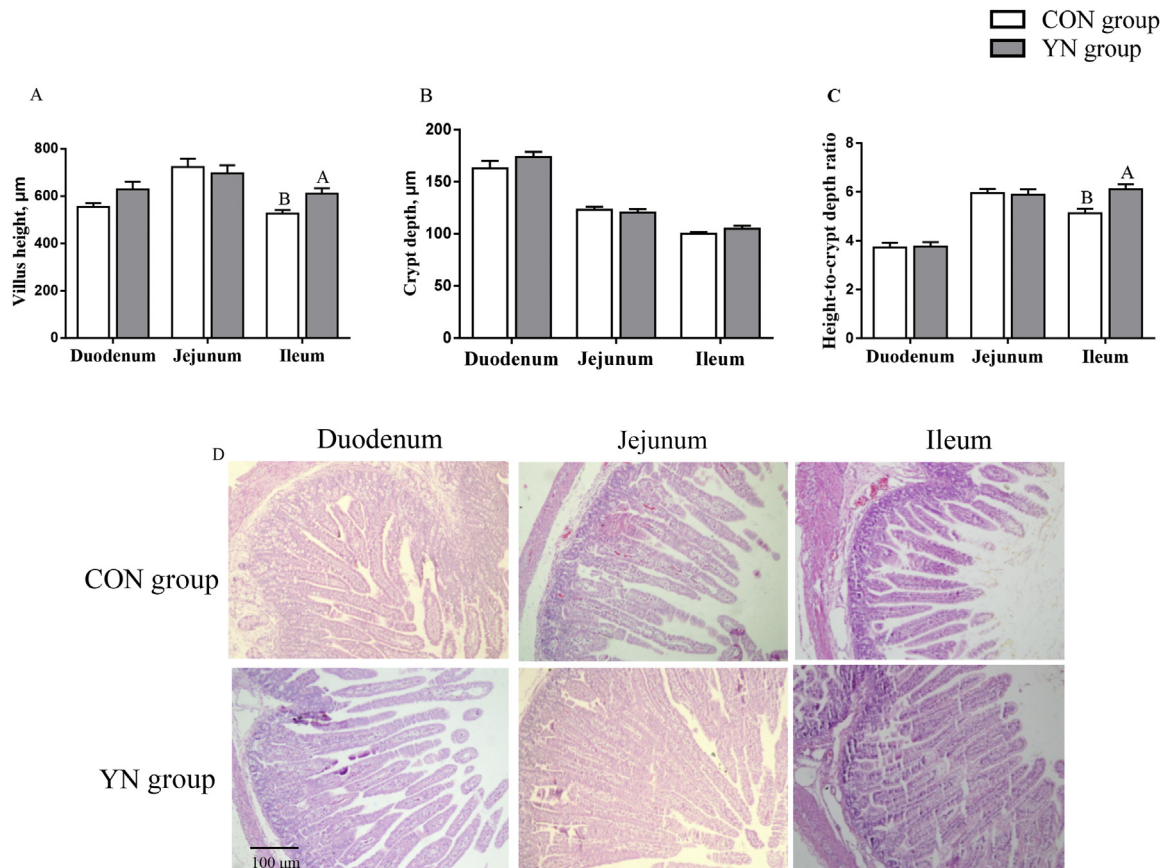 CON group
YN group
A
Villus height, μm
800
600
400
200
0
B
A
Duodenum Jejunum Ileum
B
Crypt depth, μm
200
150
100
50
0
Duodenum Jejunum Ileum
C
Height-to-crypt depth ratio
8
6
4
2
0
B
A
Duodenum Jejunum Ileum
D
Duodenum Jejunum Ileum
CON group
YN group
100 μm